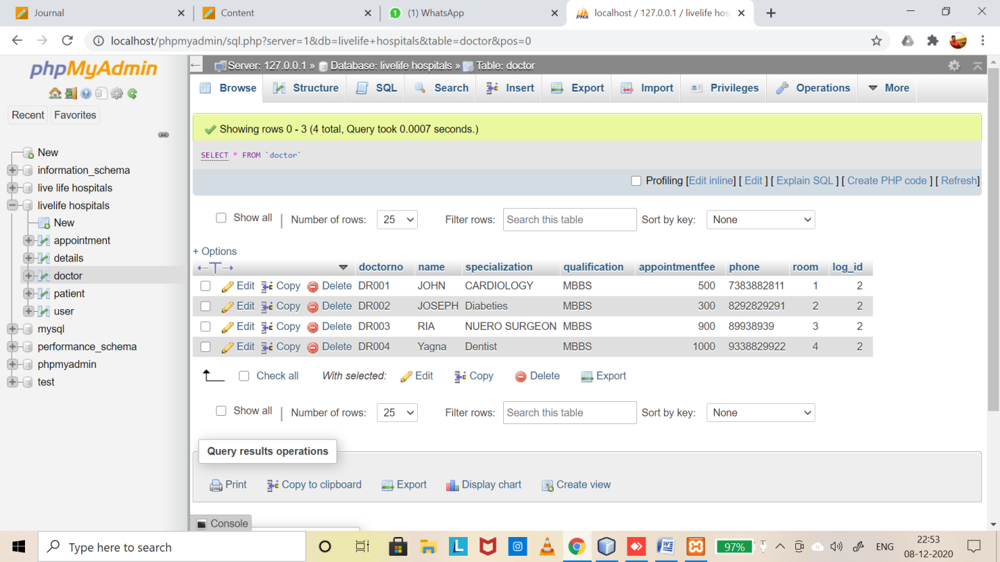 Journal Content (1) WhatsApp localhost / 127.0.0.1 / livelife hos
localhost/phpmyadmin/sql.php?server=1&db=livelife+hospitals&table=doctor&pos=0
phpMyAdmin
Recent Favorites
New
information_schema
live life hospitals
livelife hospitals
New
appointment
details
doctor
patient
user
mysql
performance_schema
phpmyadmin
test
Server: 127.0.0.1 » Database: livelife hospitals » Table: doctor
Browse Structure SQL Search Insert Export Import Privileges Operations More
Showing rows 0 - 3 (4 total, Query took 0.0007 seconds.)
SELECT * FROM `doctor`
Profiling [Edit inline] [ Edit ] [ Explain SQL ] [ Create PHP code ] [ Refresh]
Show all | Number of rows: 25 Filter rows: Search this table Sort by key: None
+ Options
←T→ doctorno name specialization qualification appointmentfee phone room log_id
Edit Copy Delete DR001 JOHN CARDIOLOGY MBBS 500 7383882811 1 2
Edit Copy Delete DR002 JOSEPH Diabeties MBBS 300 8292829291 2 2
Edit Copy Delete DR003 RIA NUERO SURGEON MBBS 900 89938939 3 2
Edit Copy Delete DR004 Yagna Dentist MBBS 1000 9338829922 4 2
Check all With selected: Edit Copy Delete Export
Show all | Number of rows: 25 Filter rows: Search this table Sort by key: None
Query results operations
Print Copy to clipboard Export Display chart Create view
Console
Type here to search 97% ENG 22:53
08-12-2020